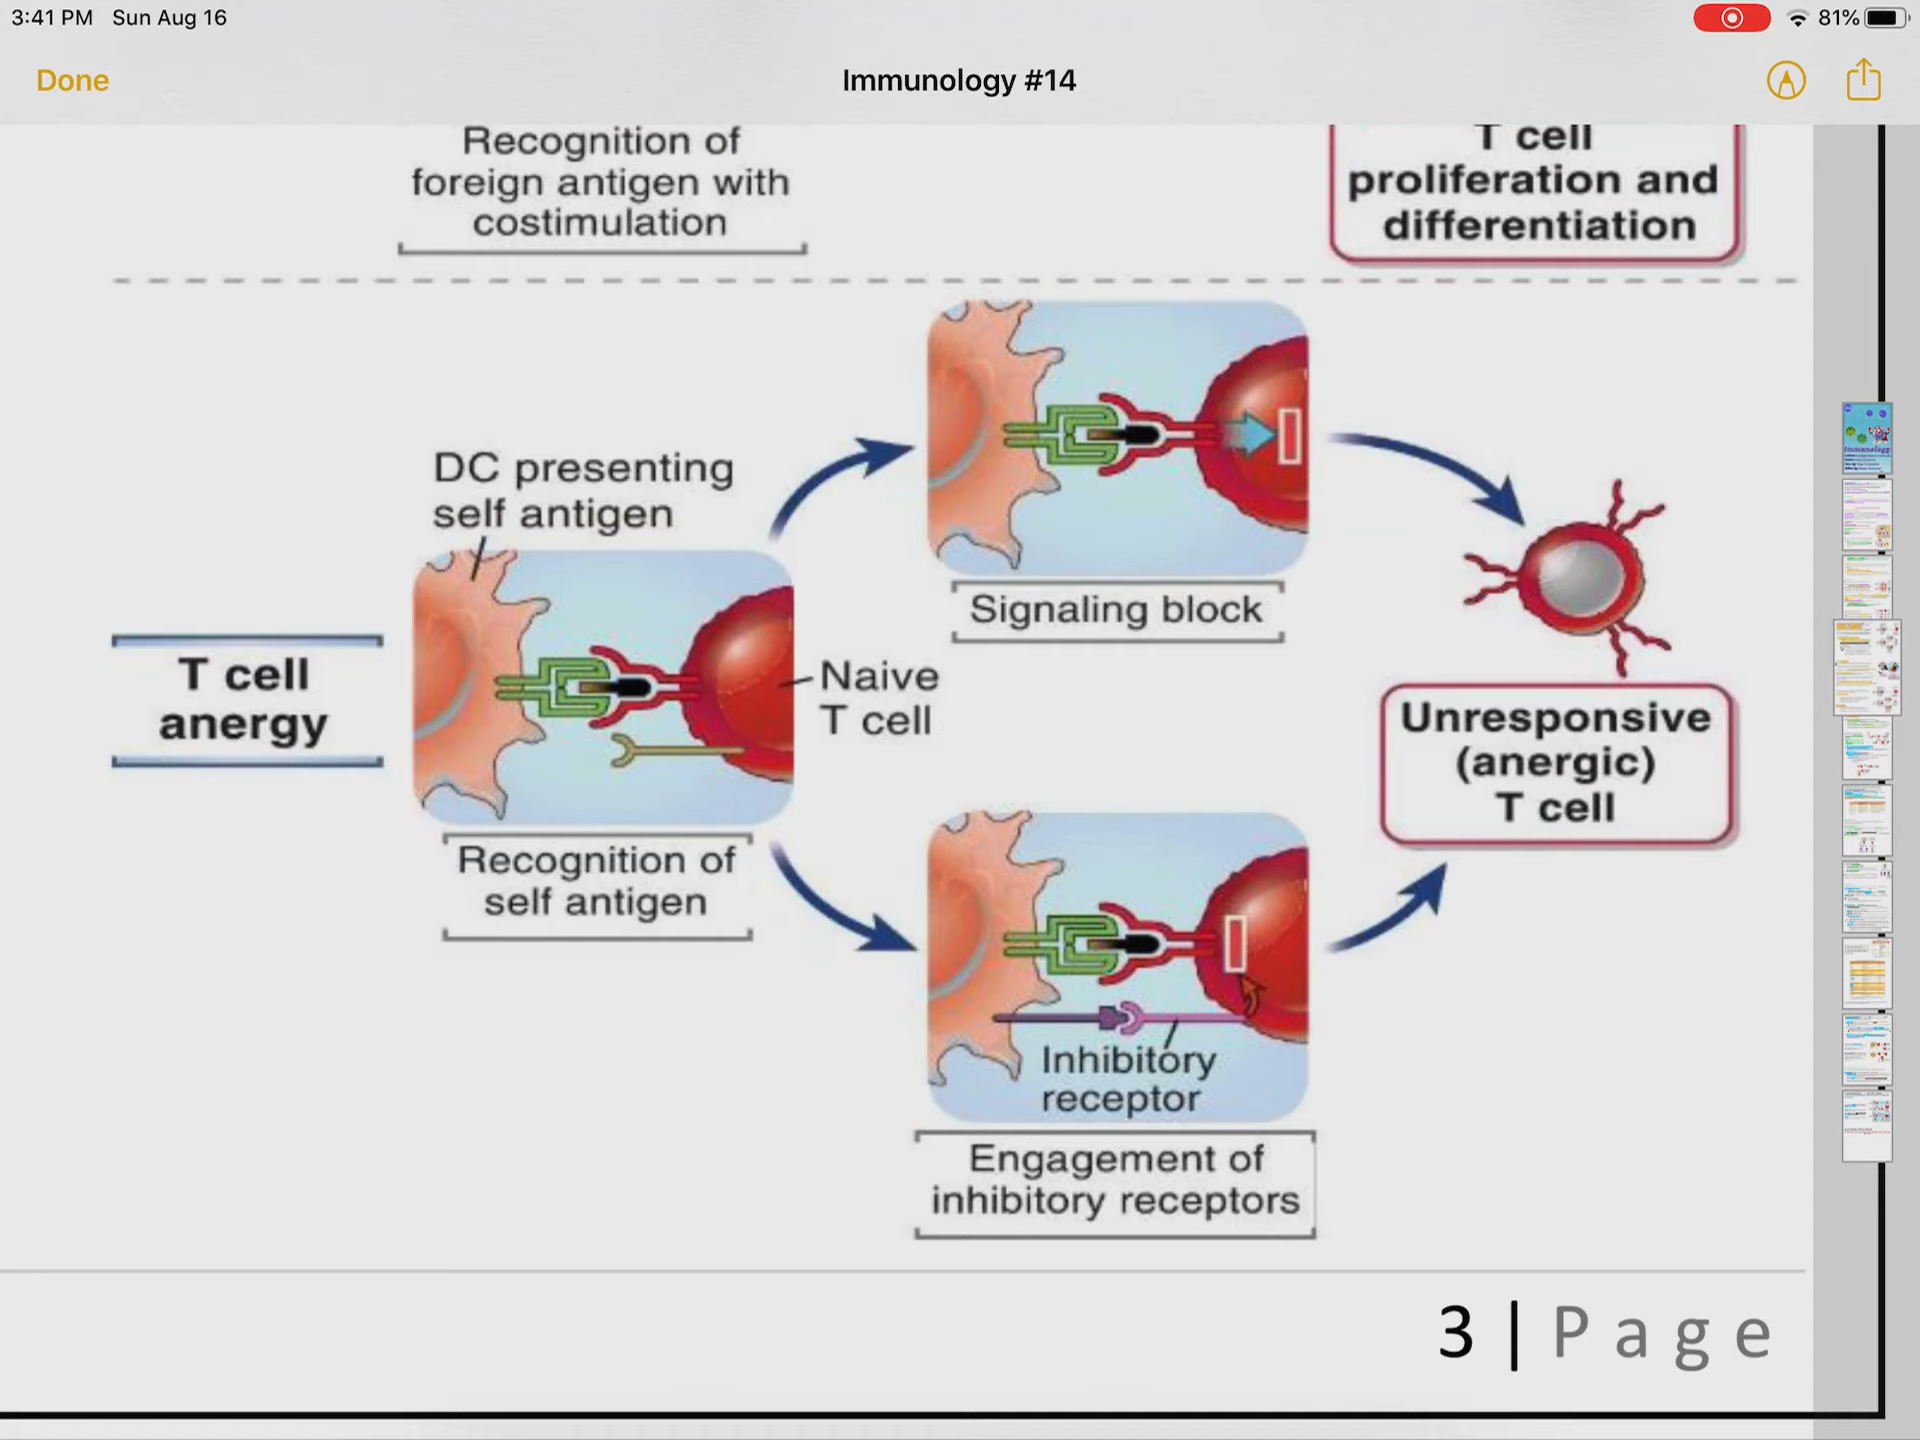 3:41 PM Sun Aug 16
81%
Done
Immunology #14
Recognition of
foreign antigen with
costimulation
T cell
proliferation and
differentiation
DC presenting
self antigen
Signaling block
T cell
anergy
Naive
T cell
Unresponsive
(anergic)
T cell
Recognition of
self antigen
Inhibitory
receptor
Engagement of
inhibitory receptors
3 | Page